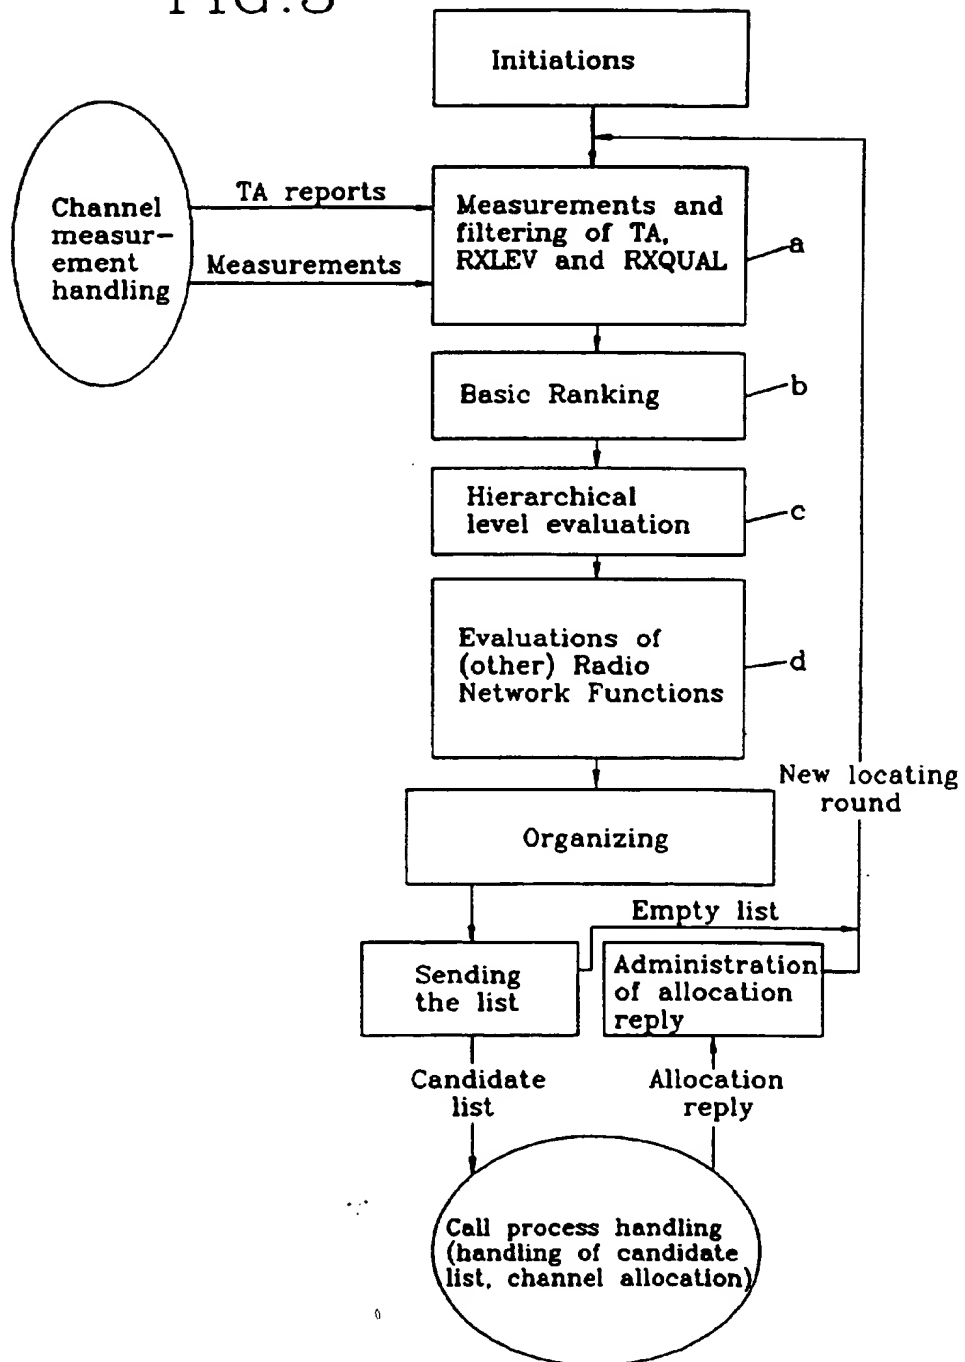 FIG.3
Initiations
Channel
measur-
ement
handling
TA reports
Measurements
Measurements and
filtering of TA,
RXLEV and RXQUAL
a
Basic Ranking
b
Hierarchical
level evaluation
c
Evaluations of
(other) Radio
Network Functions
d
New locating
round
Organizing
Empty list
Sending
the list
Administration
of allocation
reply
Candidate
list
Allocation
reply
Call process handling
(handling of candidate
list, channel allocation)